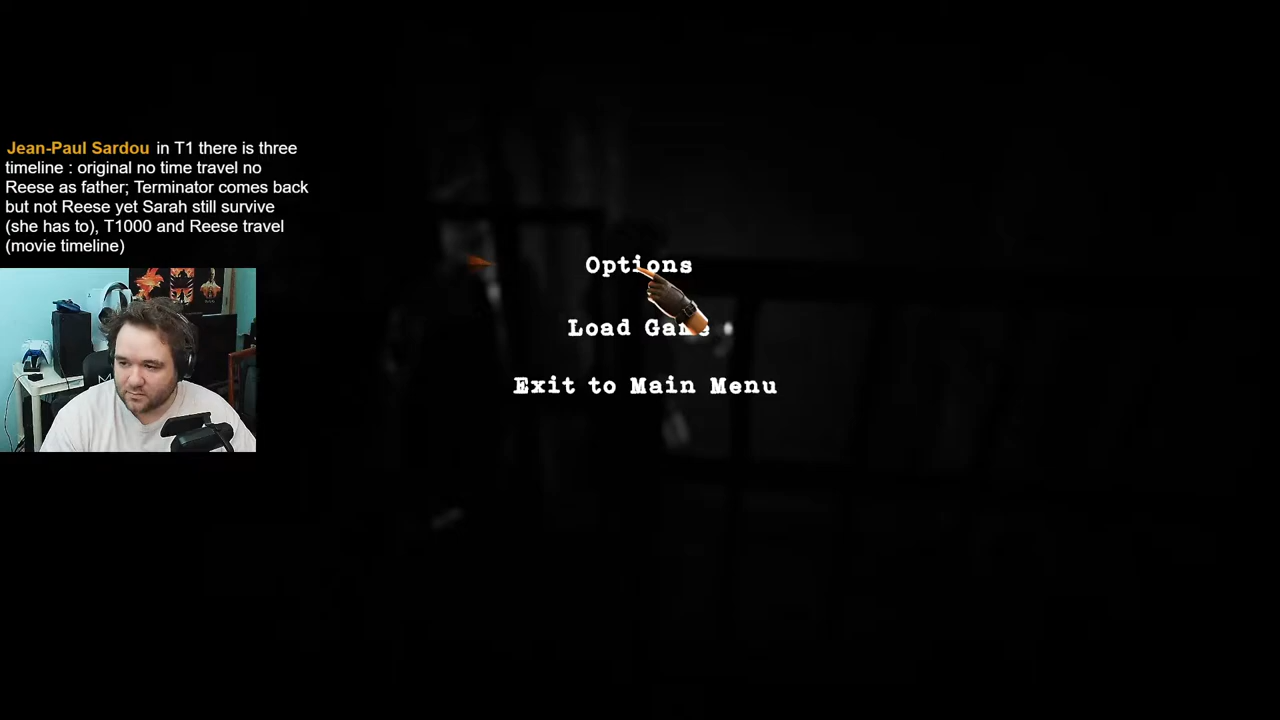 Jean-Paul Sardou in T1 there is three
timeline : original no time travel no
Reese as father; Terminator comes back
but not Reese yet Sarah still survive
(she has to), T1000 and Reese travel
(movie timeline)
Options
Load Game
Exit to Main Menu